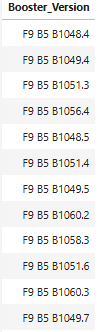 Booster_Version
F9 B5 B1048.4
F9 B5 B1049.4
F9 B5 B1051.3
F9 B5 B1056.4
F9 B5 B1048.5
F9 B5 B1051.4
F9 B5 B1049.5
F9 B5 B1060.2
F9 B5 B1058.3
F9 B5 B1051.6
F9 B5 B1060.3
F9 B5 B1049.7